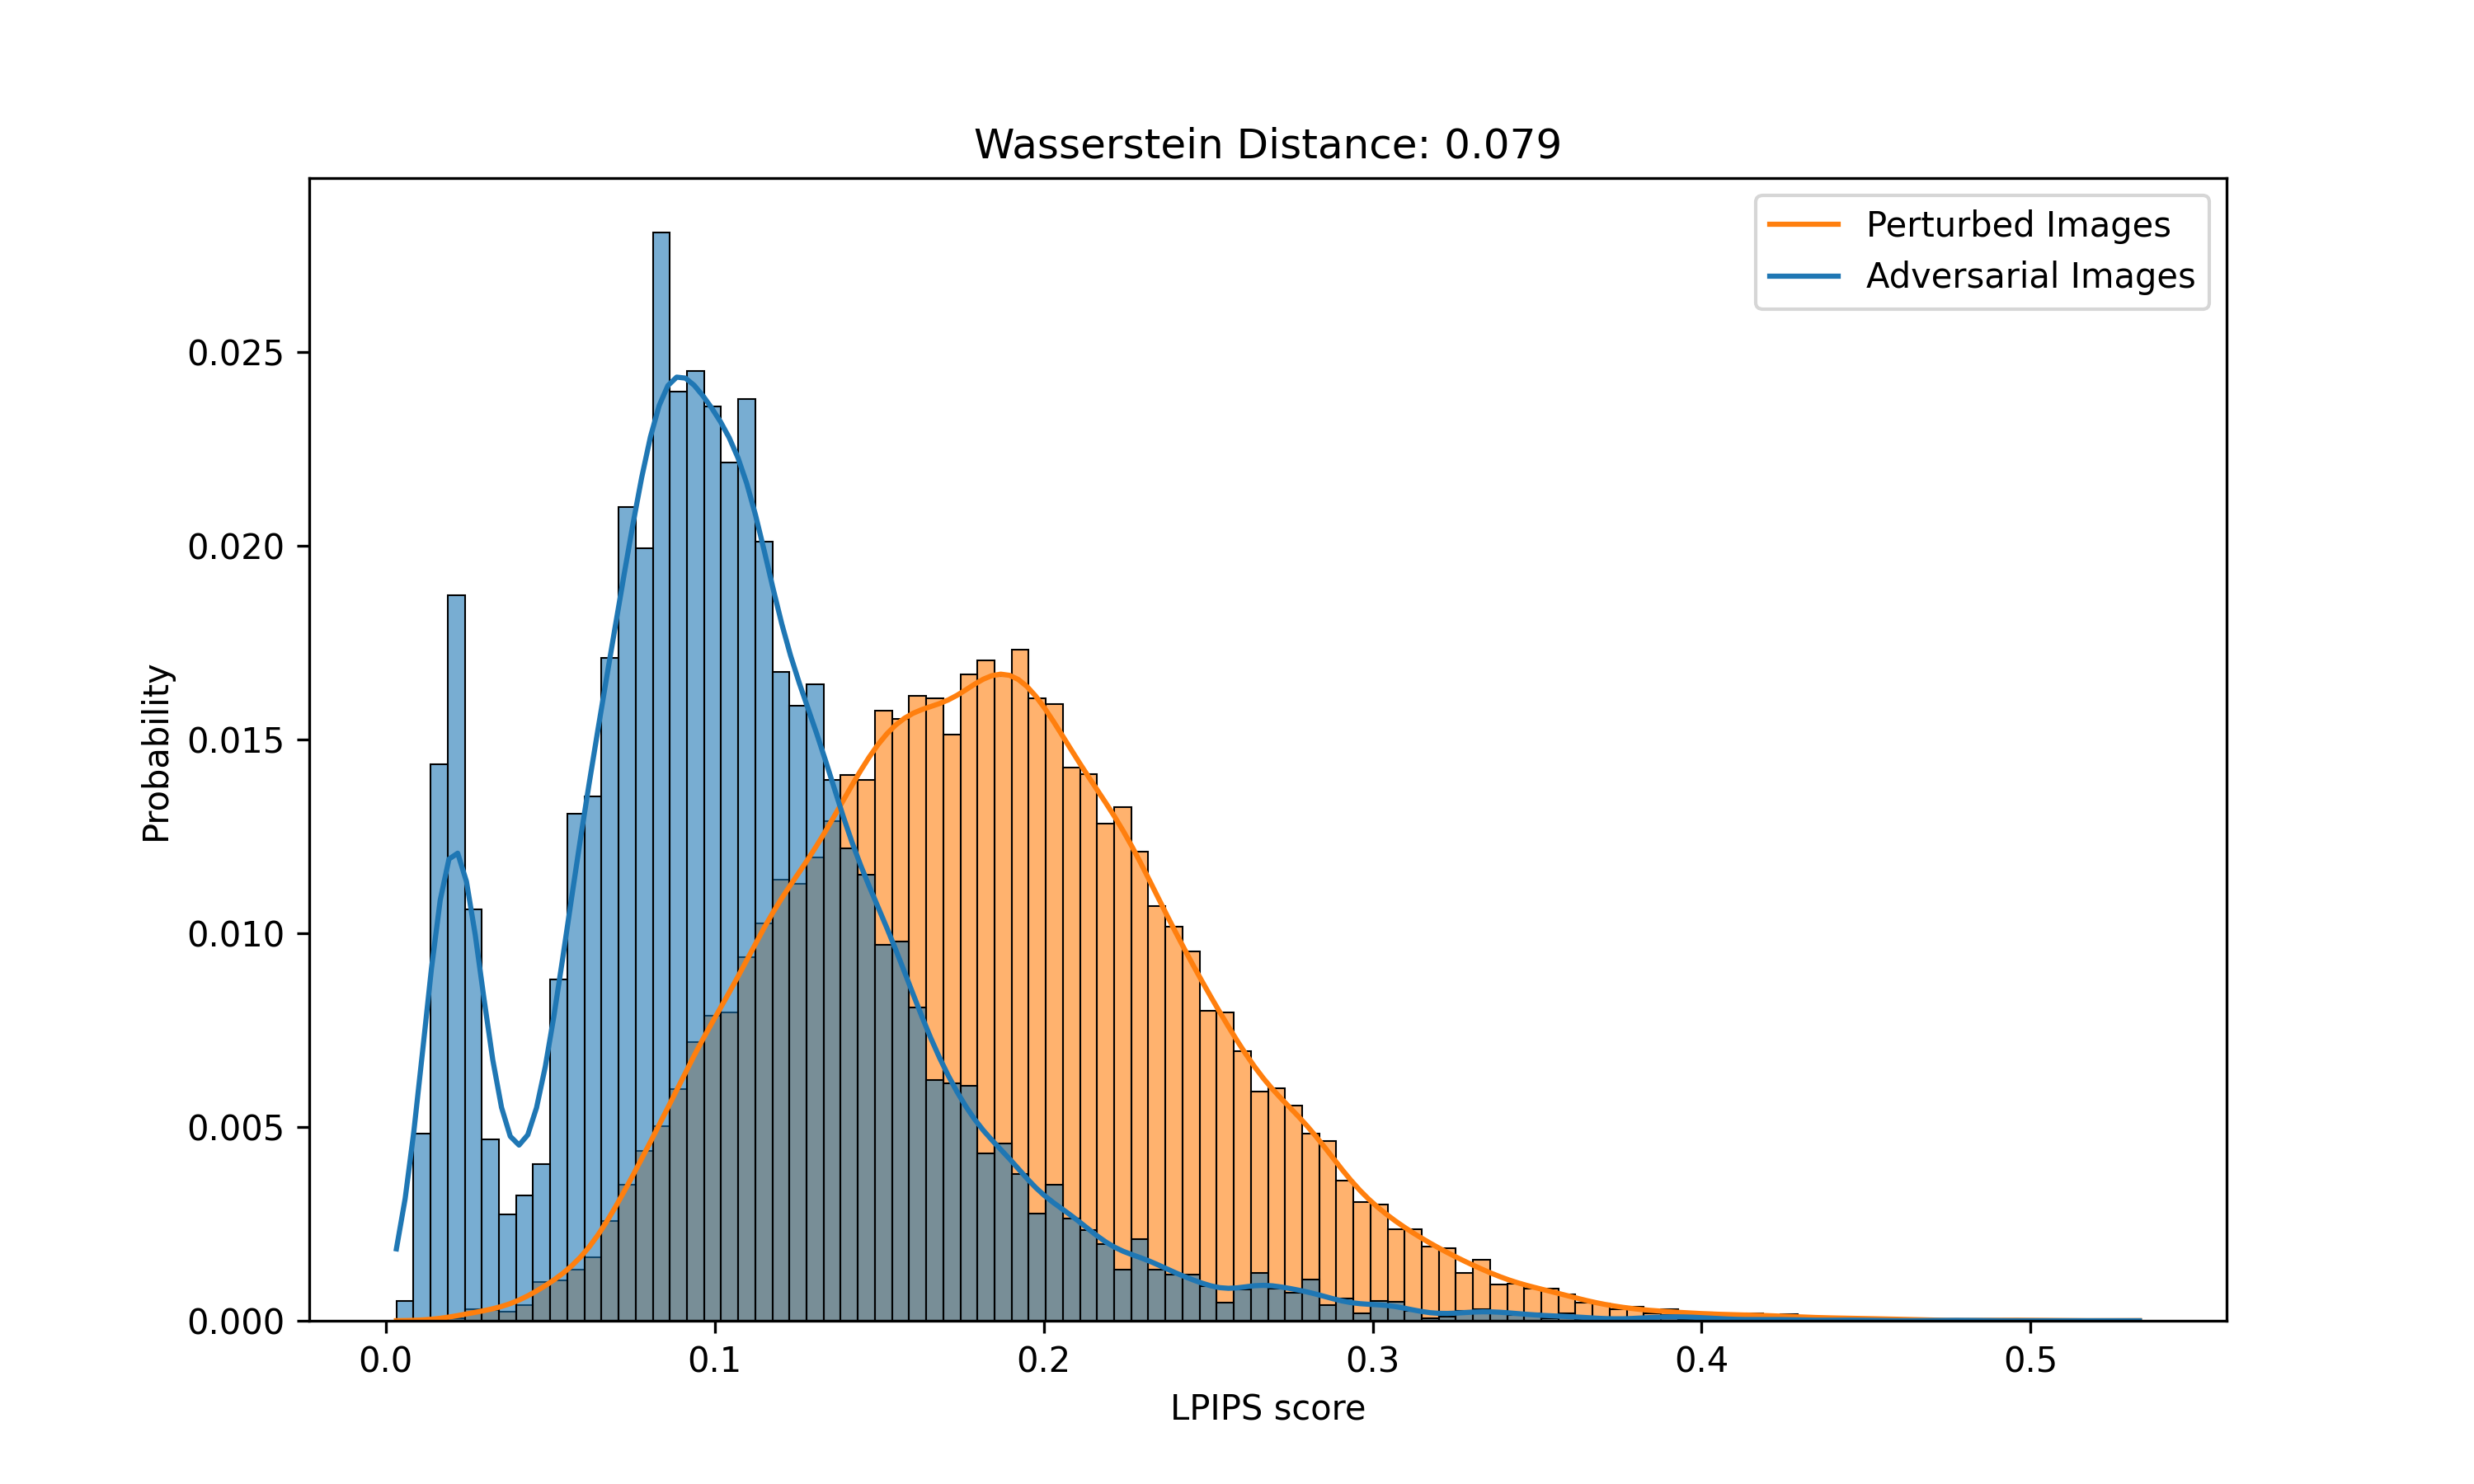 Wasserstein Distance: 0.079
Perturbed Images
Adversarial Images
Probability
0.025
0.020
0.015
0.010
0.005
0.000
0.0 0.1 0.2 0.3 0.4 0.5
LPIPS score